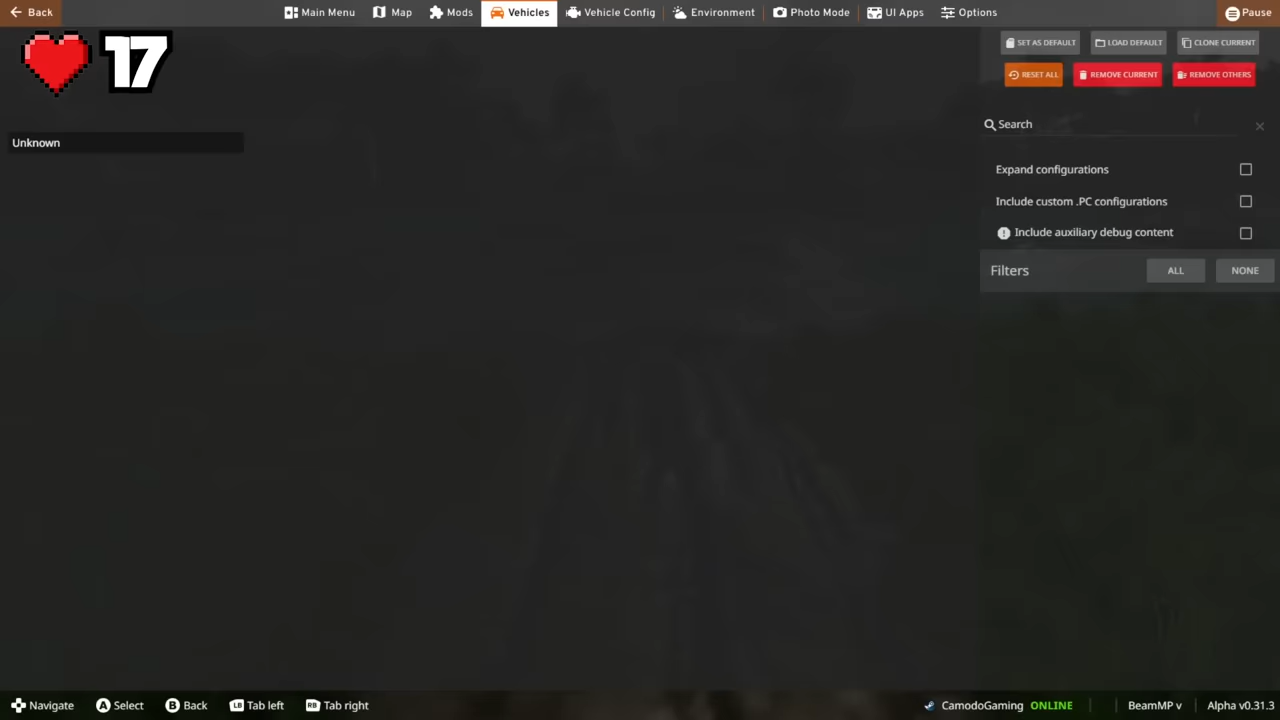 Back
Main Menu
Map
Mods
Vehicles
Vehicle Config
Environment
Photo Mode
UI Apps
Options
Pause
17
SET AS DEFAULT
LOAD DEFAULT
CLONE CURRENT
RESET ALL
REMOVE CURRENT
REMOVE OTHERS
Search
Unknown
Expand configurations
Include custom .PC configurations
Include auxiliary debug content
Filters
ALL
NONE
Navigate
A Select
B Back
LB Tab left
RB Tab right
CamodoGaming ONLINE
BeamMP v
Alpha v0.31.3